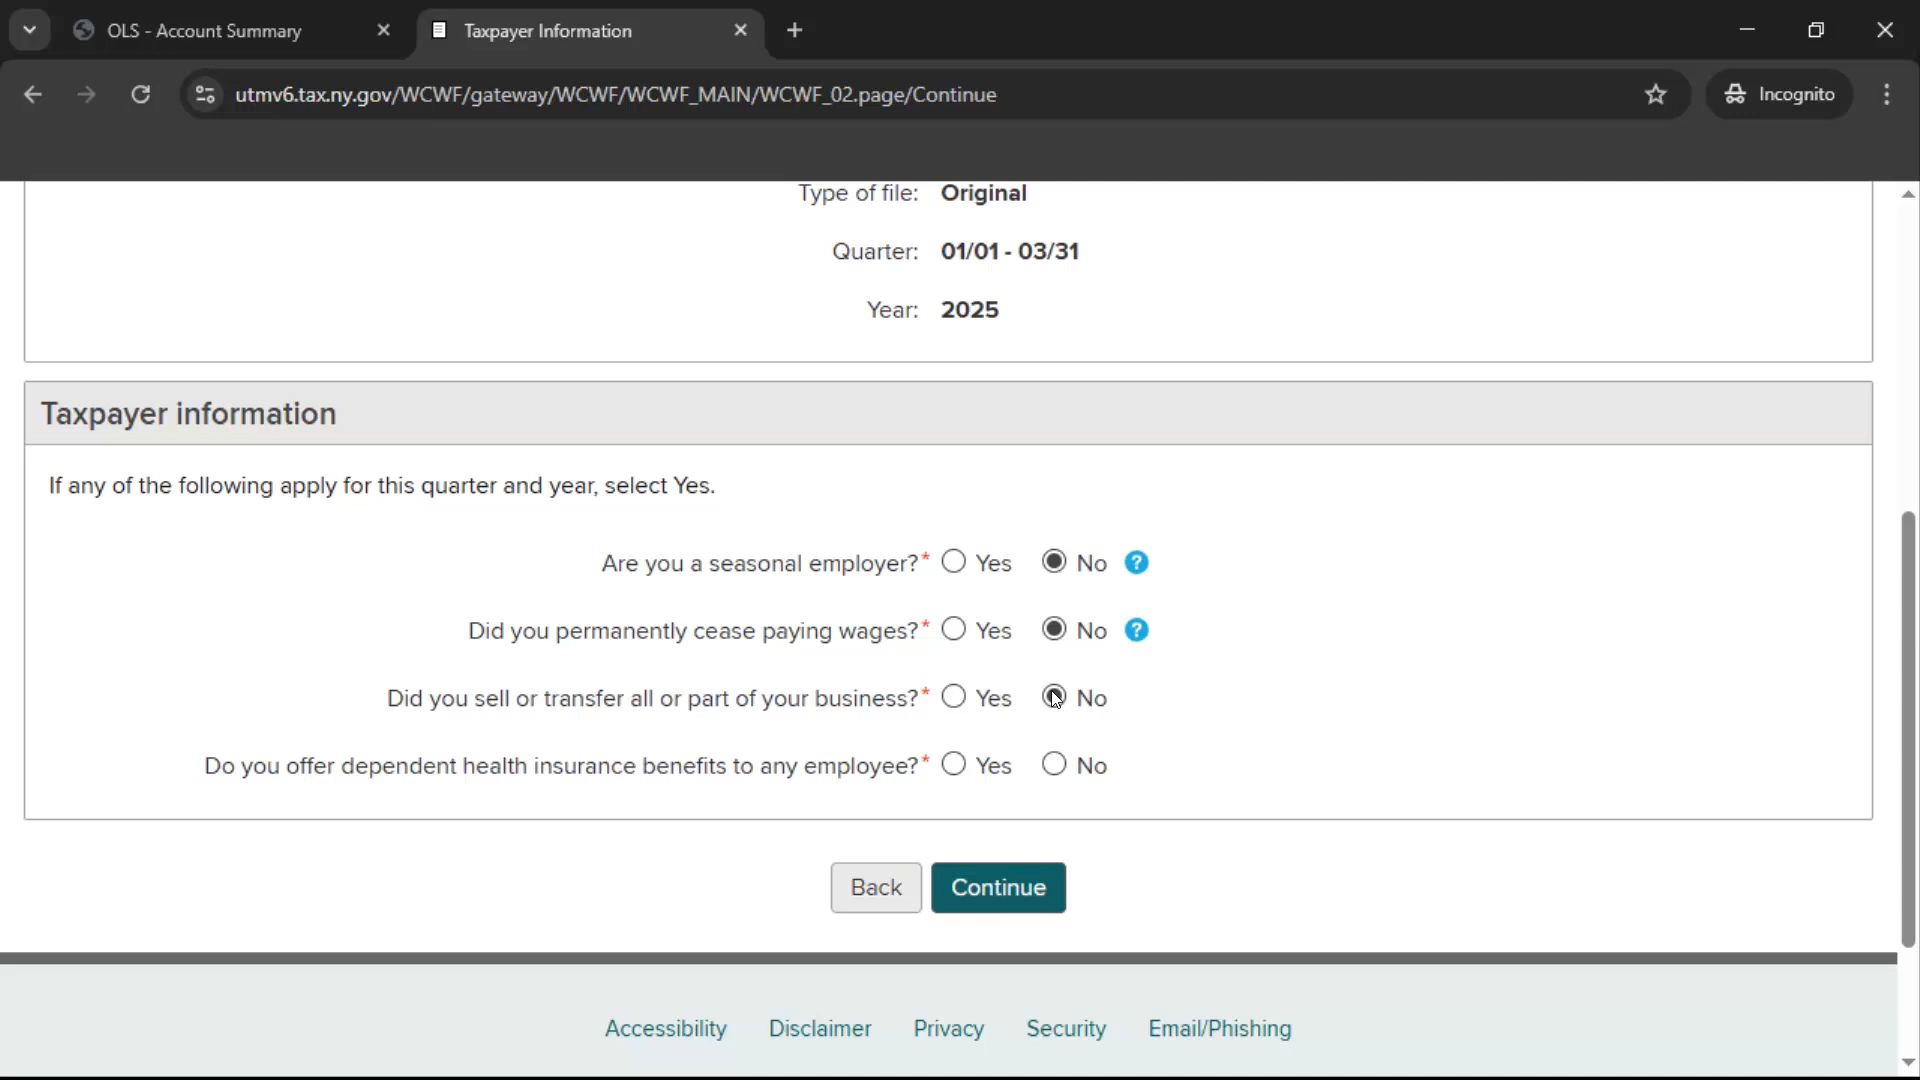 OLS - Account Summary
Taxpayer Information
utmv6.tax.ny.gov/WCWF/gateway/WCWF/WCWF_MAIN/WCWF_02.page/Continue
Incognito
Type of file: Original
Quarter: 01/01 - 03/31
Year: 2025
Taxpayer information
If any of the following apply for this quarter and year, select Yes.
Are you a seasonal employer?* Yes No ?
Did you permanently cease paying wages?* Yes No ?
Did you sell or transfer all or part of your business?* Yes No
Do you offer dependent health insurance benefits to any employee?* Yes No
Back Continue
Accessibility Disclaimer Privacy Security Email/Phishing